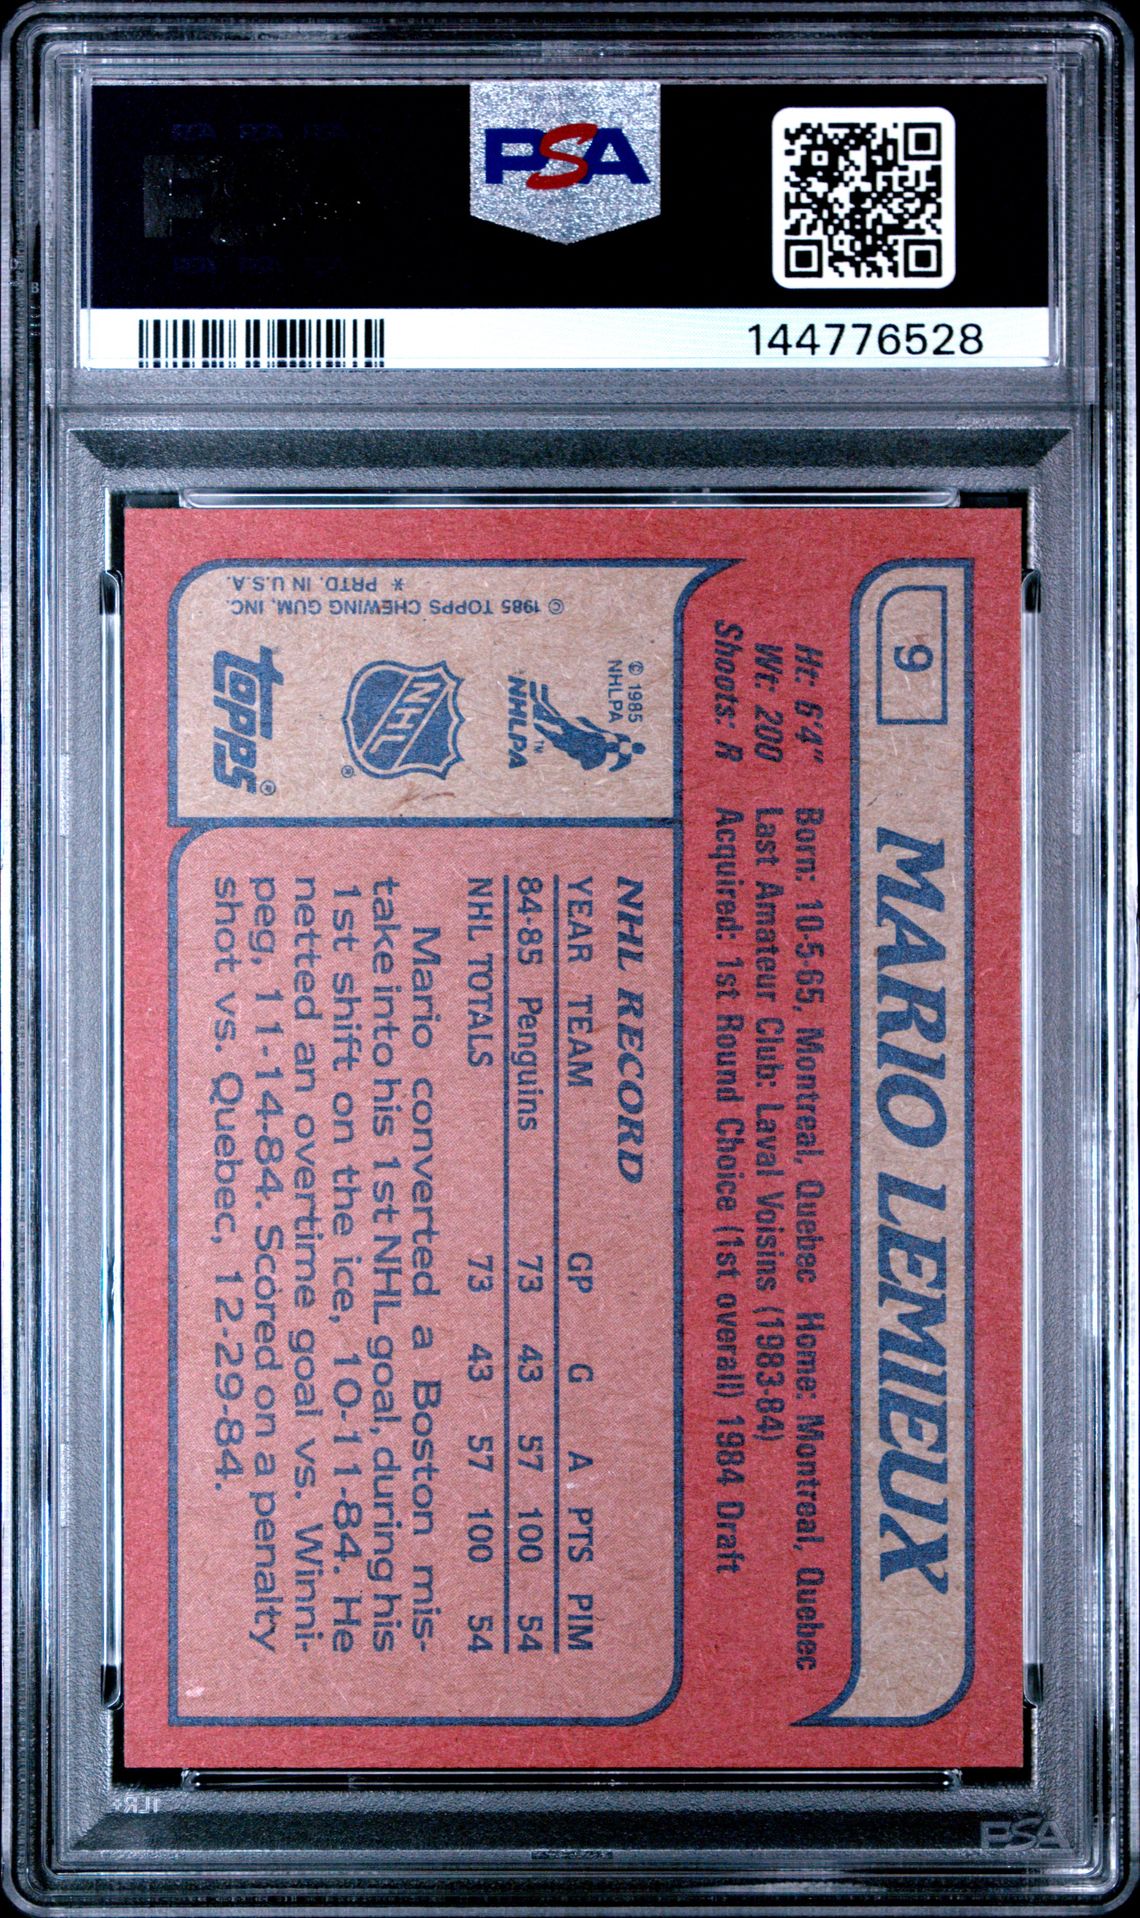 PSA
144776528
9
MARIO LEMIEUX
Ht: 6'4" Born: 10-5-65, Montreal, Quebec Home: Montreal, Quebec
Wt: 200 Last Amateur Club: Laval Voisins (1983-84)
Shoots: R Acquired: 1st Round Choice (1st overall) 1984 Draft
© 1985
NHLPA
NHLPA™
NHL®
TOPPS®
© 1985 TOPPS CHEWING GUM, INC.
* PRTD. IN U.S.A.
NHL RECORD
YEAR TEAM GP G A PTS PIM
84-85 Penguins 73 43 57 100 54
NHL TOTALS 73 43 57 100 54
Mario converted a Boston mis-
take into his 1st NHL goal, during his
1st shift on the ice, 10-11-84. He
netted an overtime goal vs. Winni-
peg, 11-14-84. Scored on a penalty
shot vs. Quebec, 12-29-84.
PSA